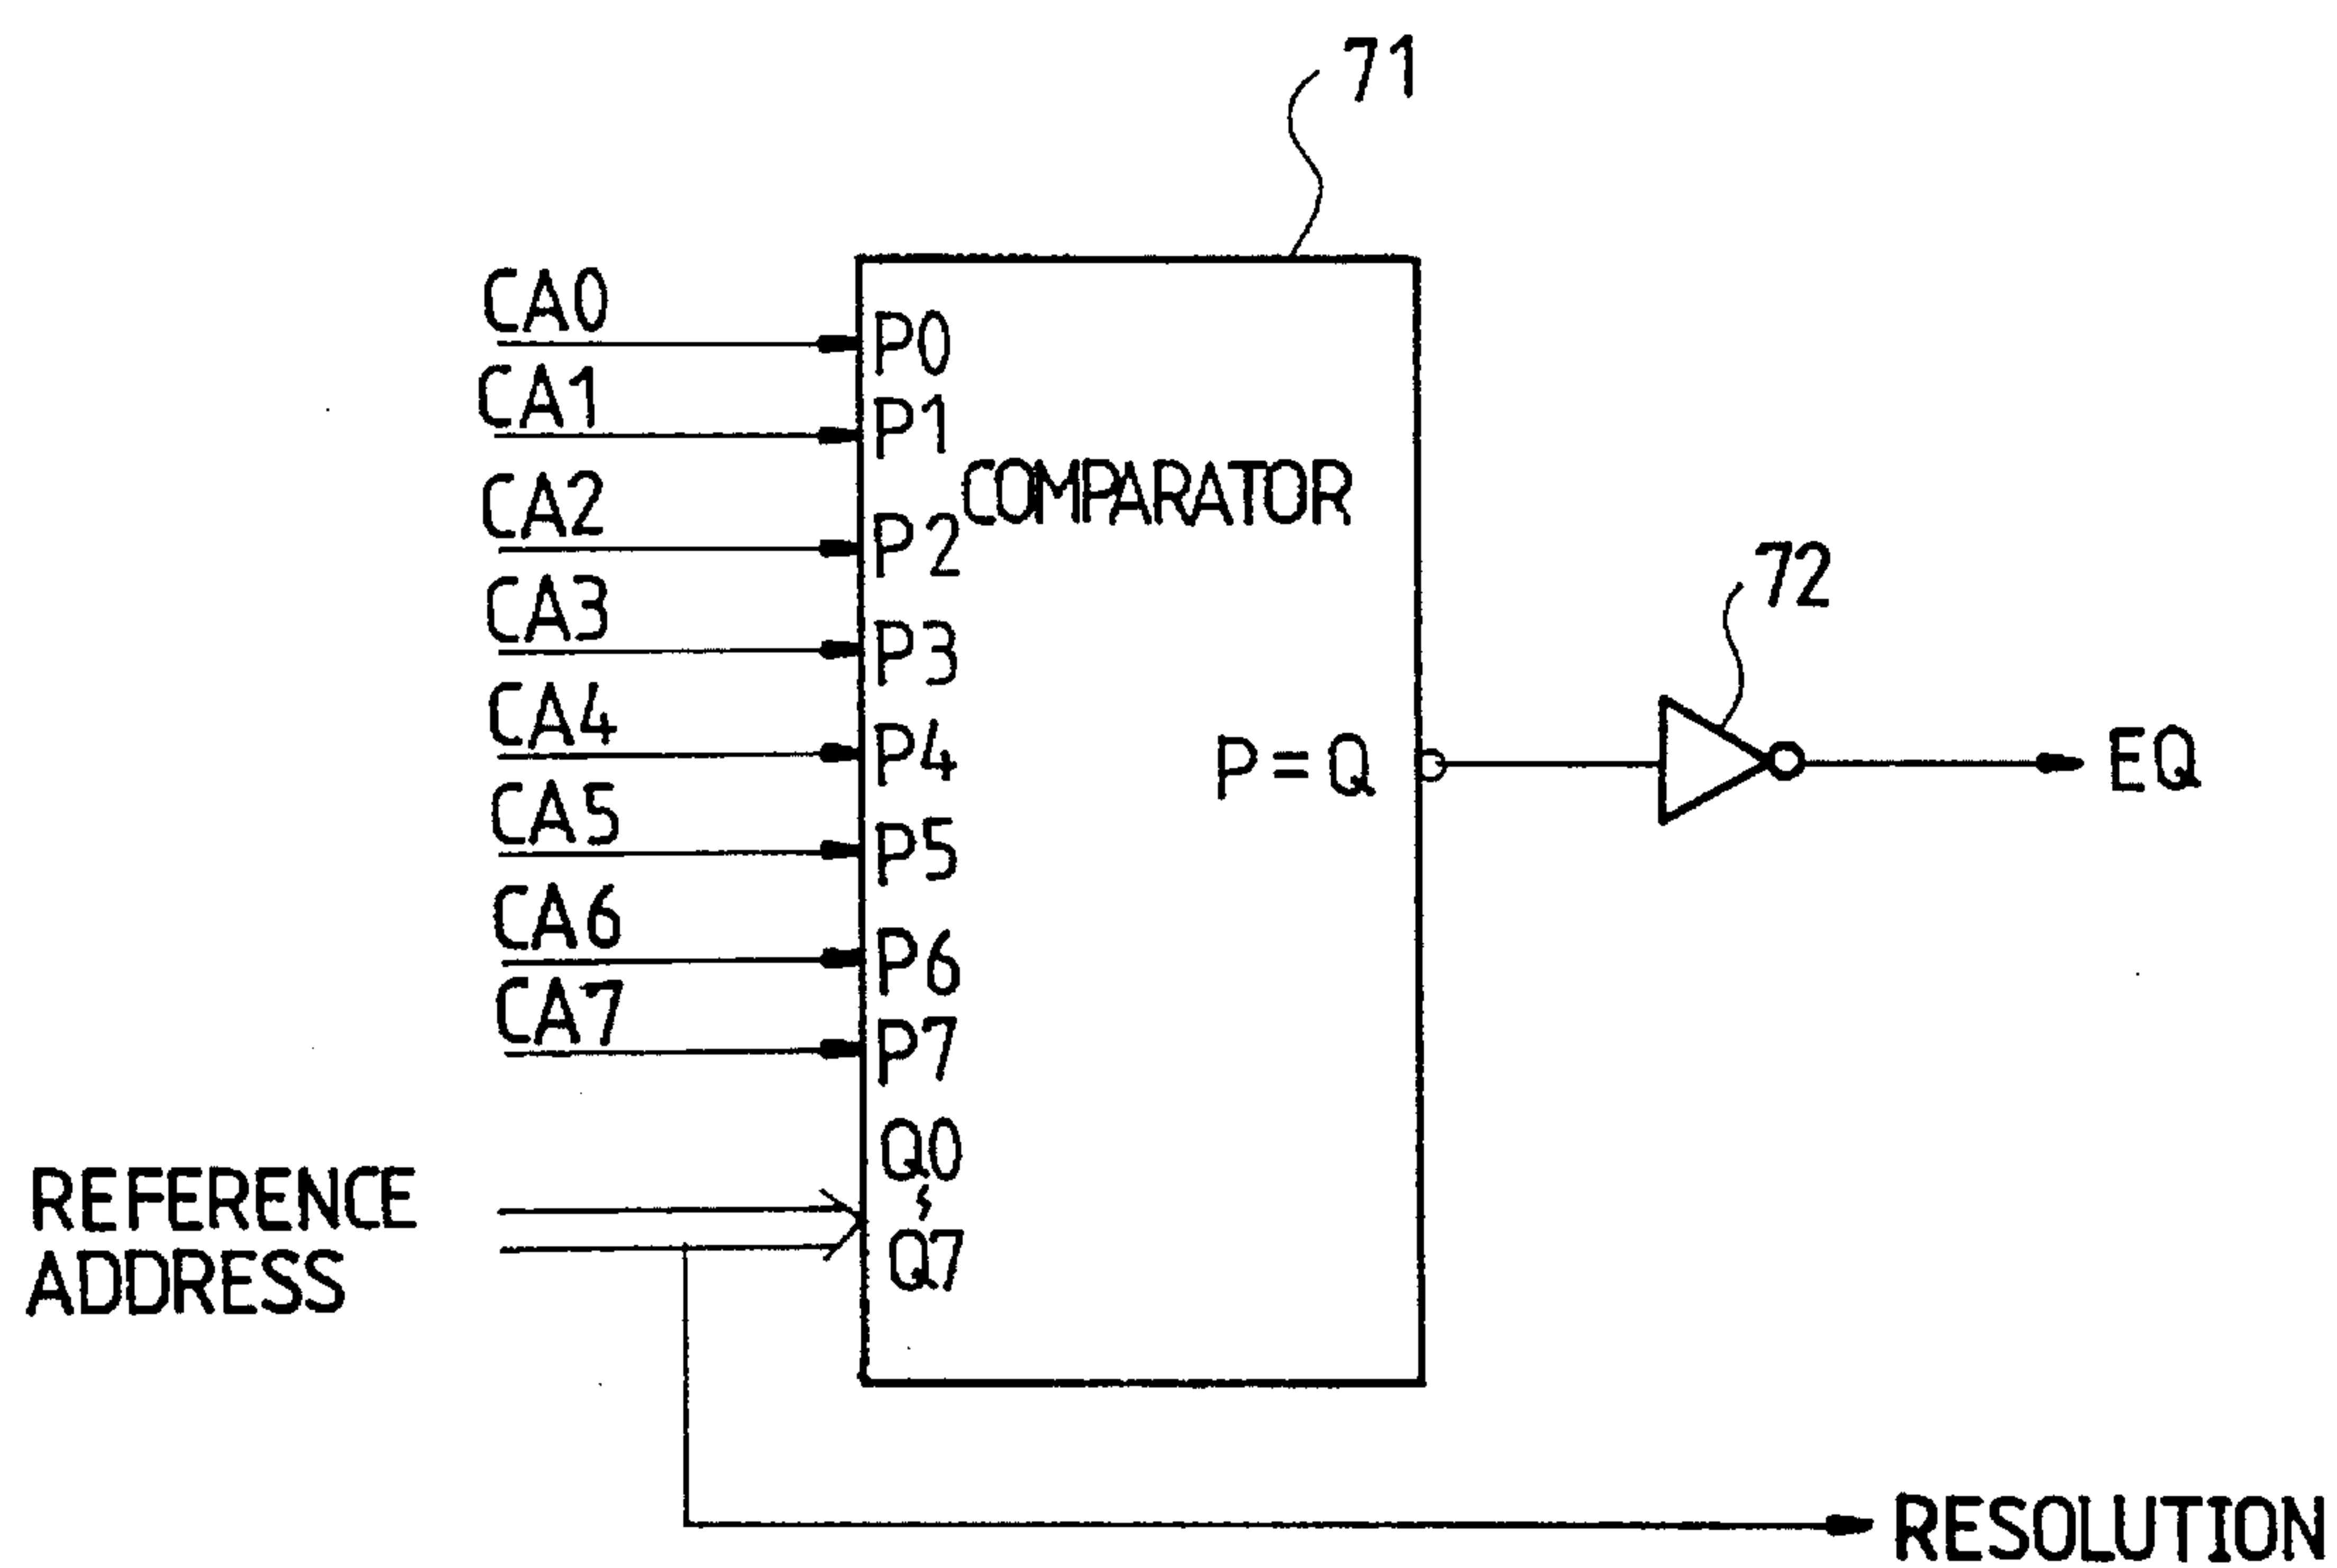 71
CA0
P0
CA1
P1
COMPARATOR
CA2
P2
72
CA3
P3
CA4
P4
P=Q
EQ
CA5
P5
CA6
P6
CA7
P7
Q0
REFERENCE
ADDRESS
Q7
RESOLUTION